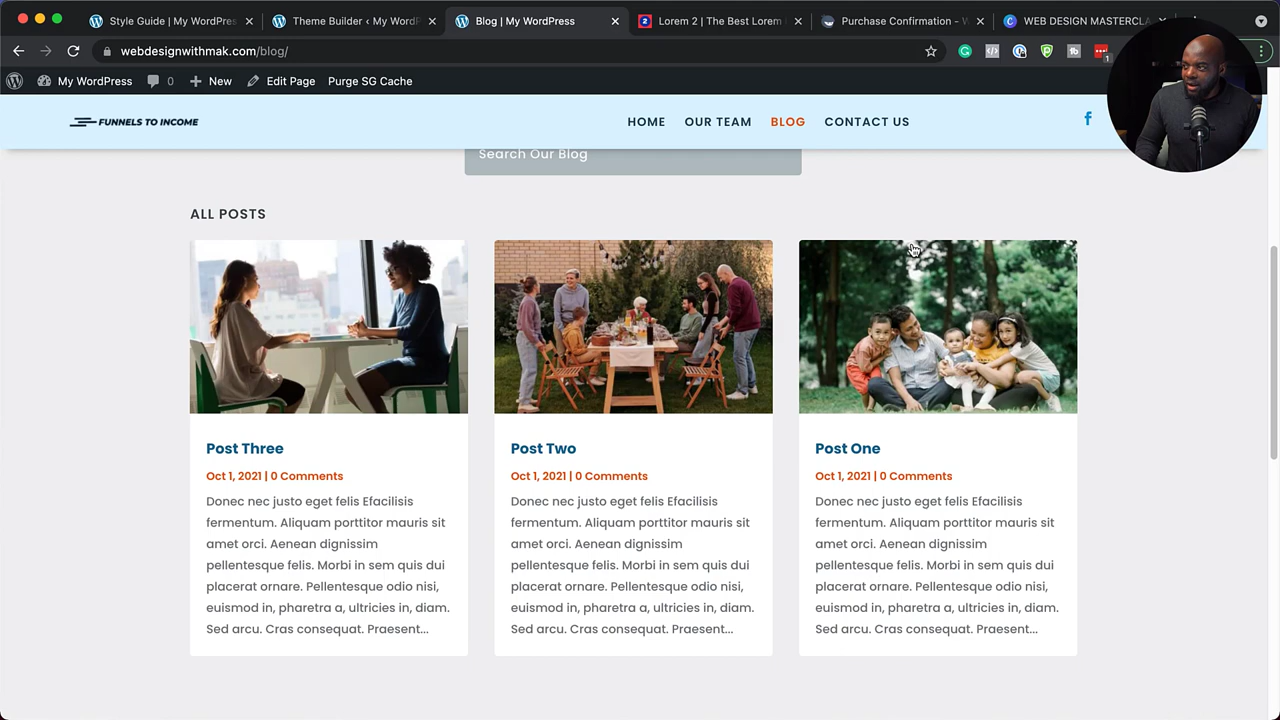 Style Guide | My WordPres
Theme Builder ‹ My WordP
Blog | My WordPress
Lorem 2 | The Best Lorem
Purchase Confirmation - W
WEB DESIGN MASTERCLA
webdesignwithmak.com/blog/
1
My WordPress
0
New
Edit Page
Purge SG Cache
FUNNELS TO INCOME
HOME
OUR TEAM
BLOG
CONTACT US
Search Our Blog
ALL POSTS
Post Three
Oct 1, 2021 | 0 Comments
Donec nec justo eget felis Efacilisis
fermentum. Aliquam porttitor mauris sit
amet orci. Aenean dignissim
pellentesque felis. Morbi in sem quis dui
placerat ornare. Pellentesque odio nisi,
euismod in, pharetra a, ultricies in, diam.
Sed arcu. Cras consequat. Praesent...
Post Two
Oct 1, 2021 | 0 Comments
Donec nec justo eget felis Efacilisis
fermentum. Aliquam porttitor mauris sit
amet orci. Aenean dignissim
pellentesque felis. Morbi in sem quis dui
placerat ornare. Pellentesque odio nisi,
euismod in, pharetra a, ultricies in, diam.
Sed arcu. Cras consequat. Praesent...
Post One
Oct 1, 2021 | 0 Comments
Donec nec justo eget felis Efacilisis
fermentum. Aliquam porttitor mauris sit
amet orci. Aenean dignissim
pellentesque felis. Morbi in sem quis dui
placerat ornare. Pellentesque odio nisi,
euismod in, pharetra a, ultricies in, diam.
Sed arcu. Cras consequat. Praesent...